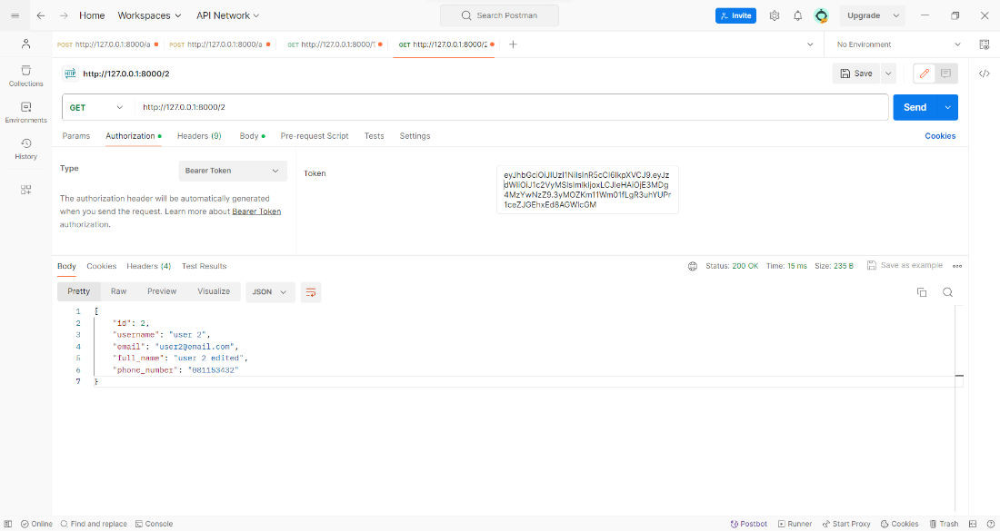 Home Workspaces API Network Search Postman Invite Upgrade
POST http://127.0.0.1:8000/a POST http://127.0.0.1:8000/a GET http://127.0.0.1:8000/1 GET http://127.0.0.1:8000/2 No Environment
HTTP http://127.0.0.1:8000/2 Save
Collections
GET http://127.0.0.1:8000/2 Send
Environments
Params Authorization Headers (9) Body Pre-request Script Tests Settings Cookies
History
Type Bearer Token Token
eyJhbGciOiJIUzI1NiIsInR5cCI6IkpXVCJ9.eyJz
dWIiOiJ1c2VyMSIsImlkIjoxLCJleHAiOjE3MDg
4MzYwNzZ9.3yMOZKm11Wm01fLgR3uhYUPr
1ceZJGEhxEd8AGWlcGM
The authorization header will be automatically generated
when you send the request. Learn more about Bearer Token
authorization.
Body Cookies Headers (4) Test Results Status: 200 OK Time: 15 ms Size: 235 B Save as example
Pretty Raw Preview Visualize JSON
1 {
2 "id": 2,
3 "username": "user 2",
4 "email": "user2@email.com",
5 "full_name": "user 2 edited",
6 "phone_number": "081153432"
7 }
Online Find and replace Console Postbot Runner Start Proxy Cookies Trash